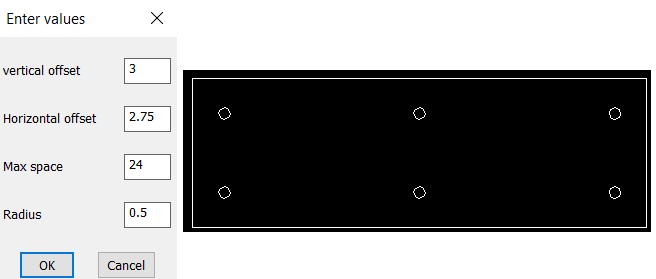 Enter values
vertical offset 3
Horizontal offset 2.75
Max space 24
Radius 0.5
OK Cancel